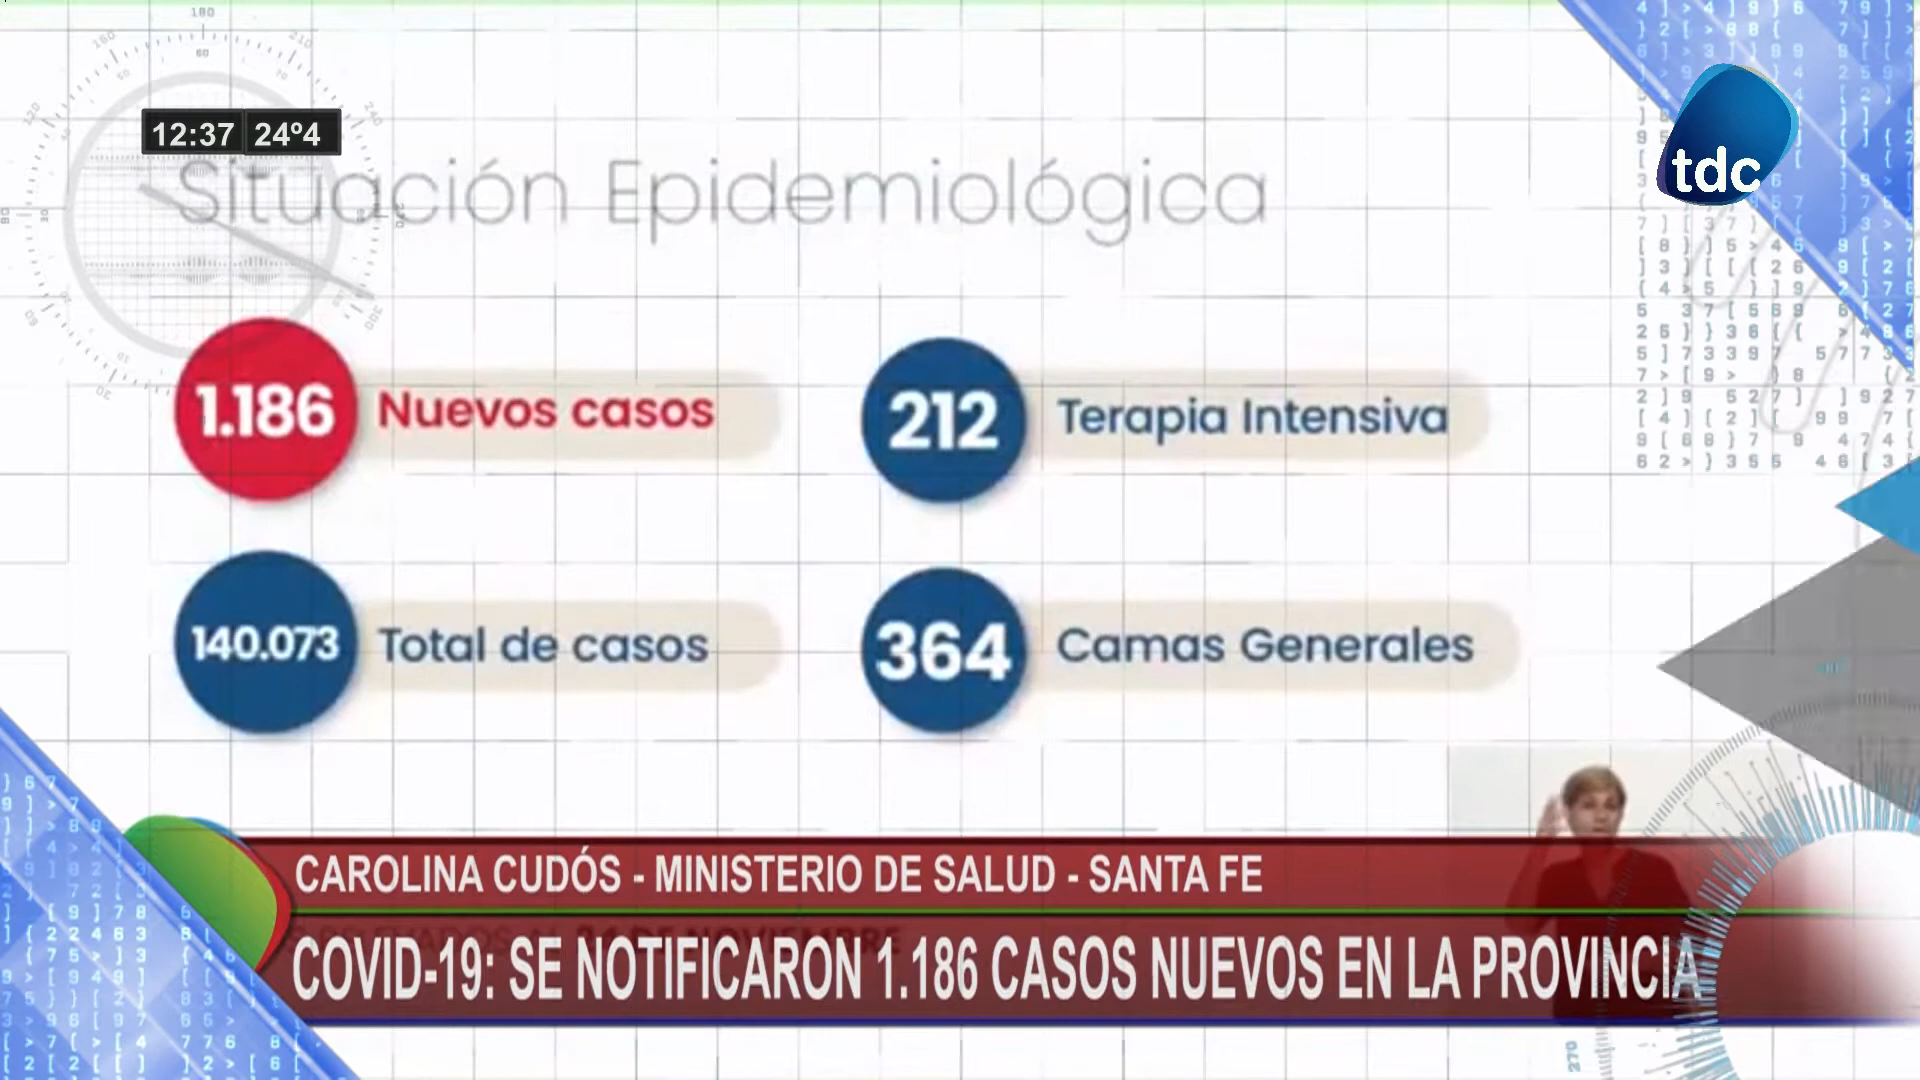 12:37 24º4
tdc
Situación Epidemiológica
1.186 Nuevos casos
212 Terapia Intensiva
140.073 Total de casos
364 Camas Generales
CAROLINA CUDÓS - MINISTERIO DE SALUD - SANTA FE
COVID-19: SE NOTIFICARON 1.186 CASOS NUEVOS EN LA PROVINCIA